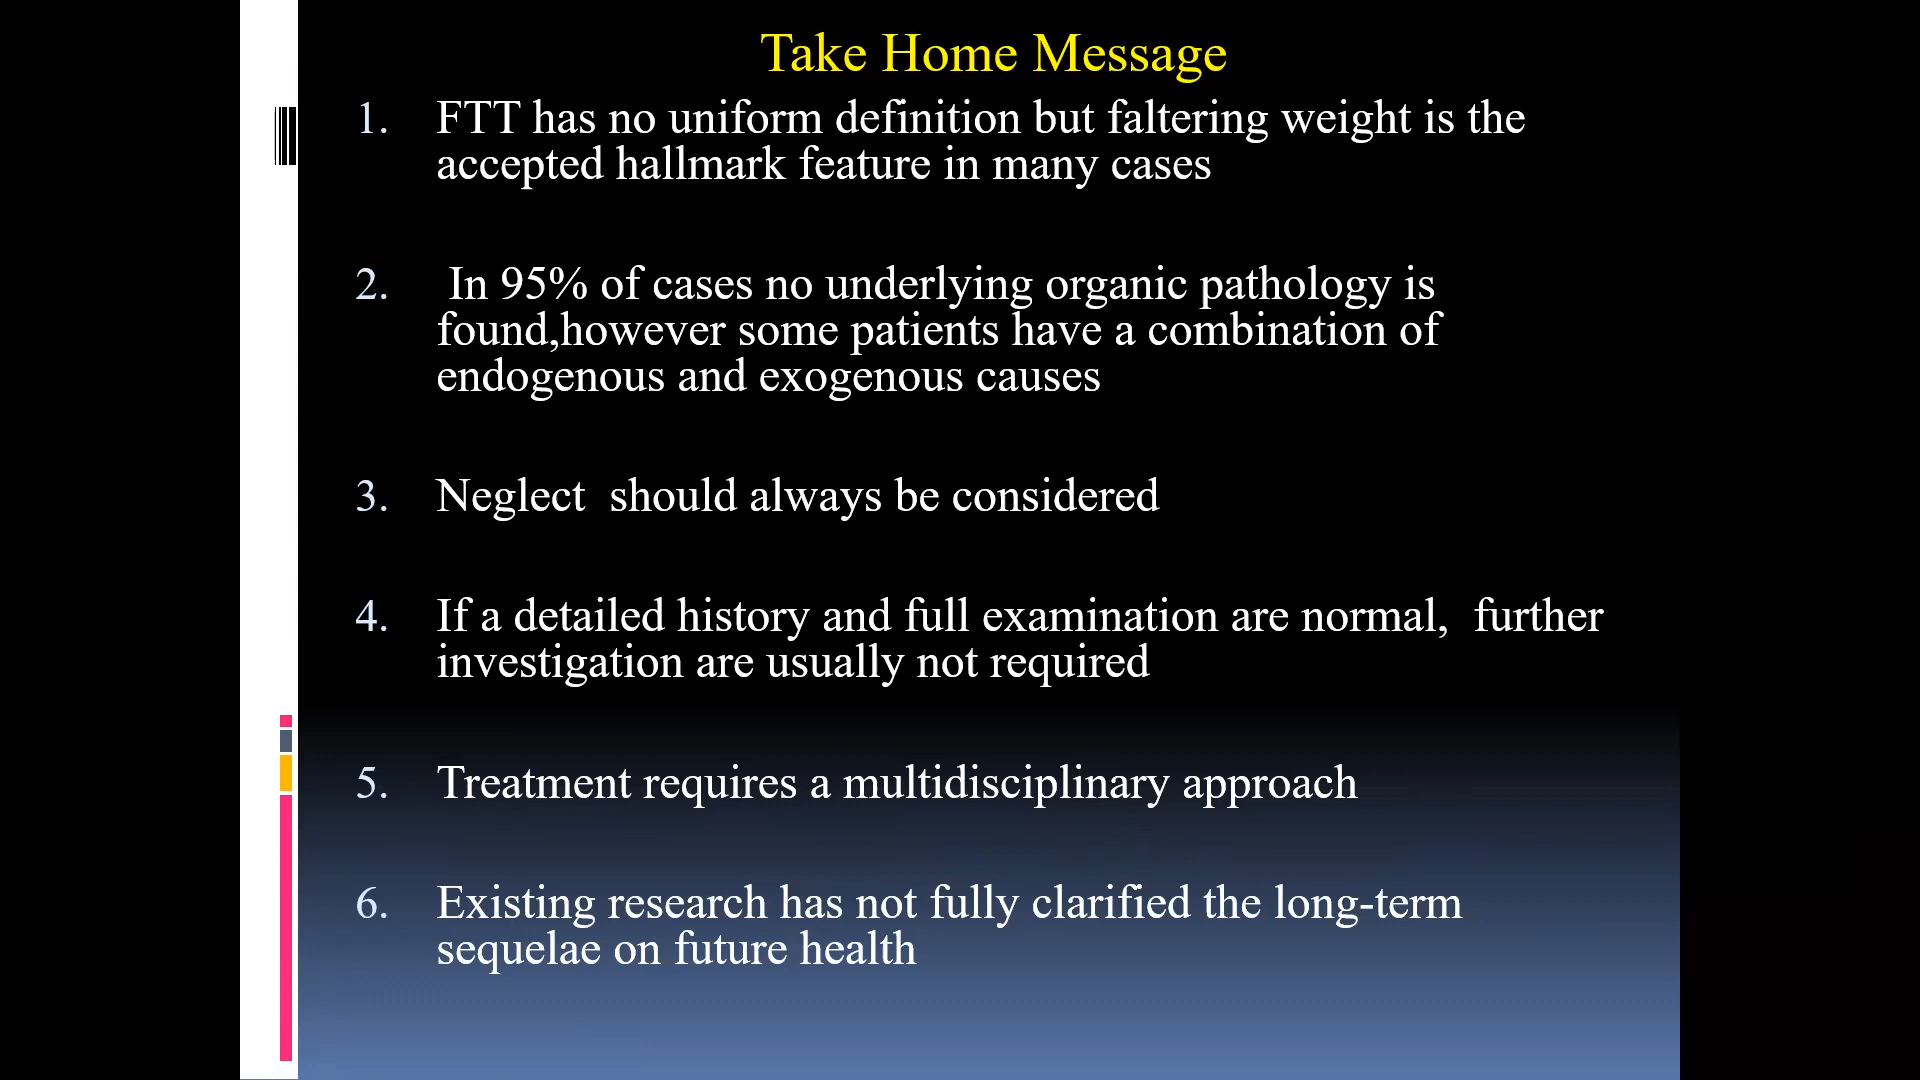 Take Home Message
1. FTT has no uniform definition but faltering weight is the
accepted hallmark feature in many cases
2. In 95% of cases no underlying organic pathology is
found,however some patients have a combination of
endogenous and exogenous causes
3. Neglect  should always be considered
4. If a detailed history and full examination are normal,  further
investigation are usually not required
5. Treatment requires a multidisciplinary approach
6. Existing research has not fully clarified the long-term
sequelae on future health